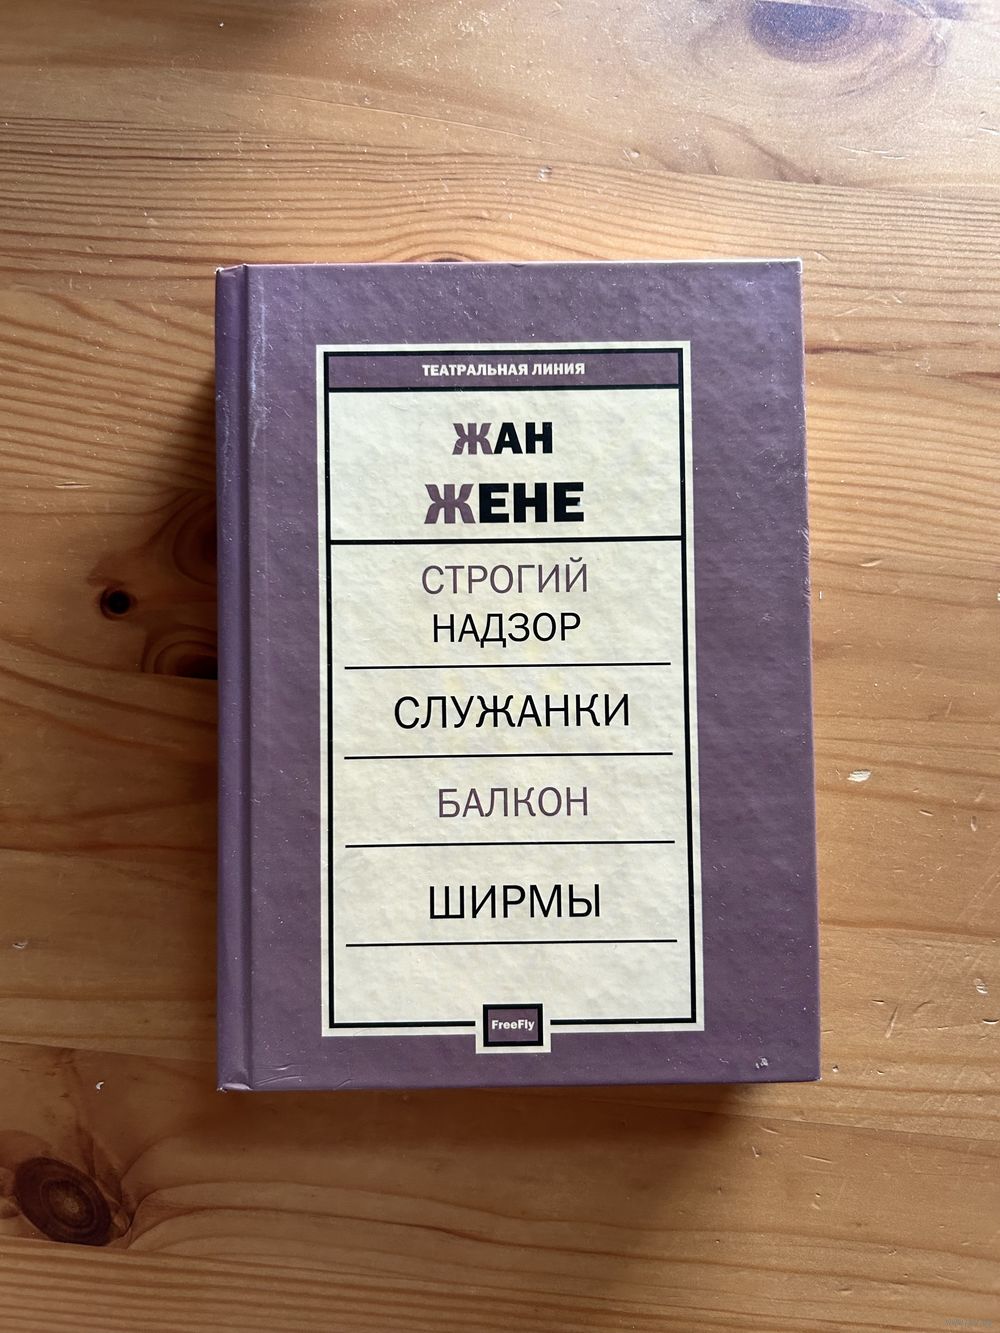 ТЕАТРАЛЬНАЯ ЛИНИЯ
ЖАН
ЖЕНЕ
СТРОГИЙ
НАДЗОР
СЛУЖАНКИ
БАЛКОН
ШИРМЫ
FreeFly